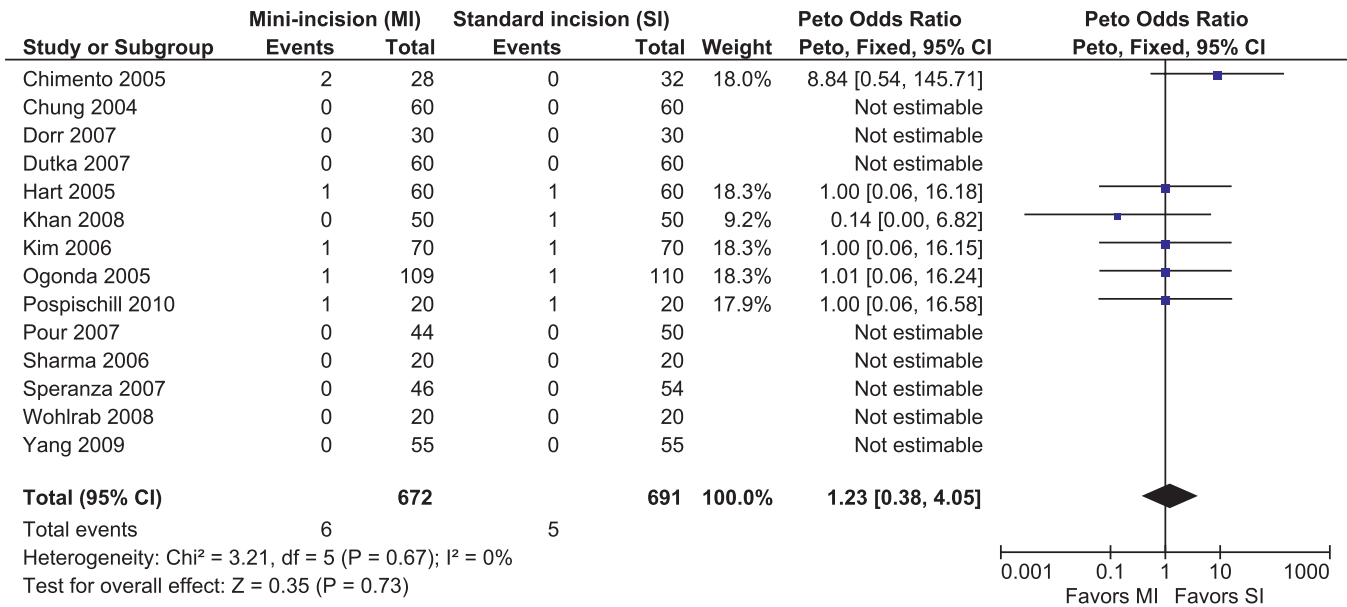 Mini-incision (MI) Standard incision (SI) Peto Odds Ratio Peto Odds Ratio
Study or Subgroup Events Total Events Total Weight Peto, Fixed, 95% CI Peto, Fixed, 95% CI
Chimento 2005 2 28 0 32 18.0% 8.84 [0.54, 145.71]
Chung 2004 0 60 0 60 Not estimable
Dorr 2007 0 30 0 30 Not estimable
Dutka 2007 0 60 0 60 Not estimable
Hart 2005 1 60 1 60 18.3% 1.00 [0.06, 16.18]
Khan 2008 0 50 1 50 9.2% 0.14 [0.00, 6.82]
Kim 2006 1 70 1 70 18.3% 1.00 [0.06, 16.15]
Ogonda 2005 1 109 1 110 18.3% 1.01 [0.06, 16.24]
Pospischill 2010 1 20 1 20 17.9% 1.00 [0.06, 16.58]
Pour 2007 0 44 0 50 Not estimable
Sharma 2006 0 20 0 20 Not estimable
Speranza 2007 0 46 0 54 Not estimable
Wohlrab 2008 0 20 0 20 Not estimable
Yang 2009 0 55 0 55 Not estimable
Total (95% CI) 672 691 100.0% 1.23 [0.38, 4.05]
Total events 6 5
Heterogeneity: Chi² = 3.21, df = 5 (P = 0.67); I² = 0%
Test for overall effect: Z = 0.35 (P = 0.73)
0.001 0.1 1 10 1000
Favors MI Favors SI